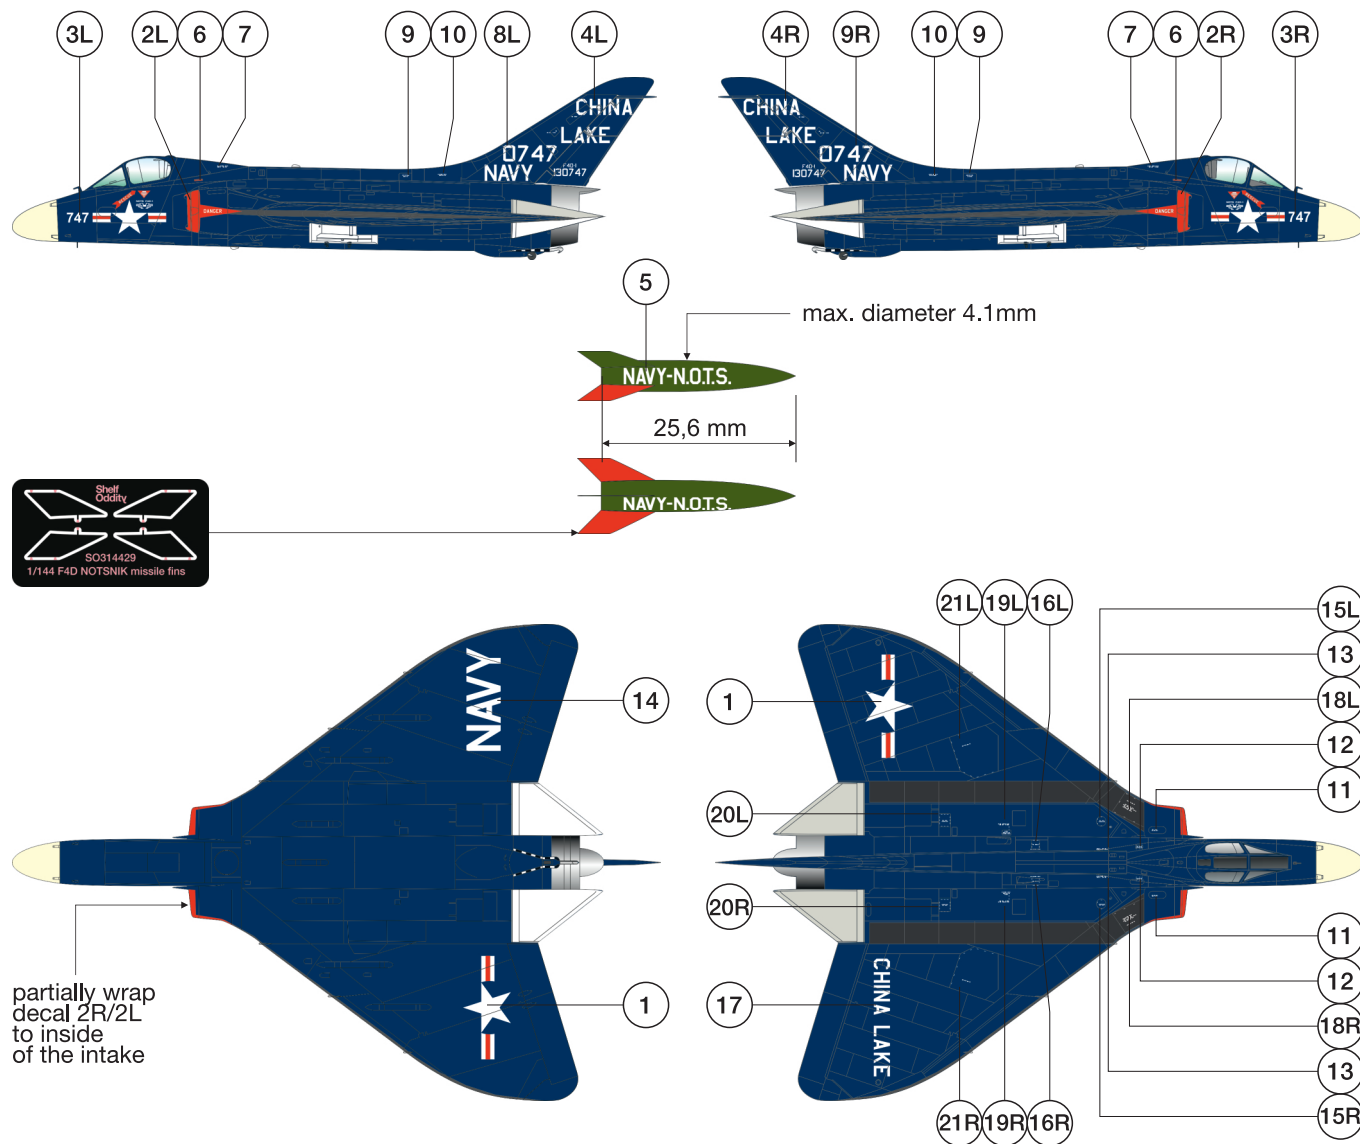 3L 2L 6 7 9 10 8L 4L
4R 9R 10 9 7 6 2R 3R
CHINA
LAKE
0747
NAVY
F4D-1
130747
747
DANGER
CHINA
LAKE
0747
NAVY
F4D-1
130747
DANGER
747
5
max. diameter 4.1mm
NAVY-N.O.T.S.
25,6 mm
NAVY-N.O.T.S.
Shelf
Oddity
SO314429
1/144 F4D NOTSNIK missile fins
21L 19L 16L
15L
13
18L
12
11
NAVY
14
1
20L
20R
partially wrap
decal 2R/2L
to inside
of the intake
1
17
CHINA LAKE
11
12
18R
13
15R
21R 19R 16R